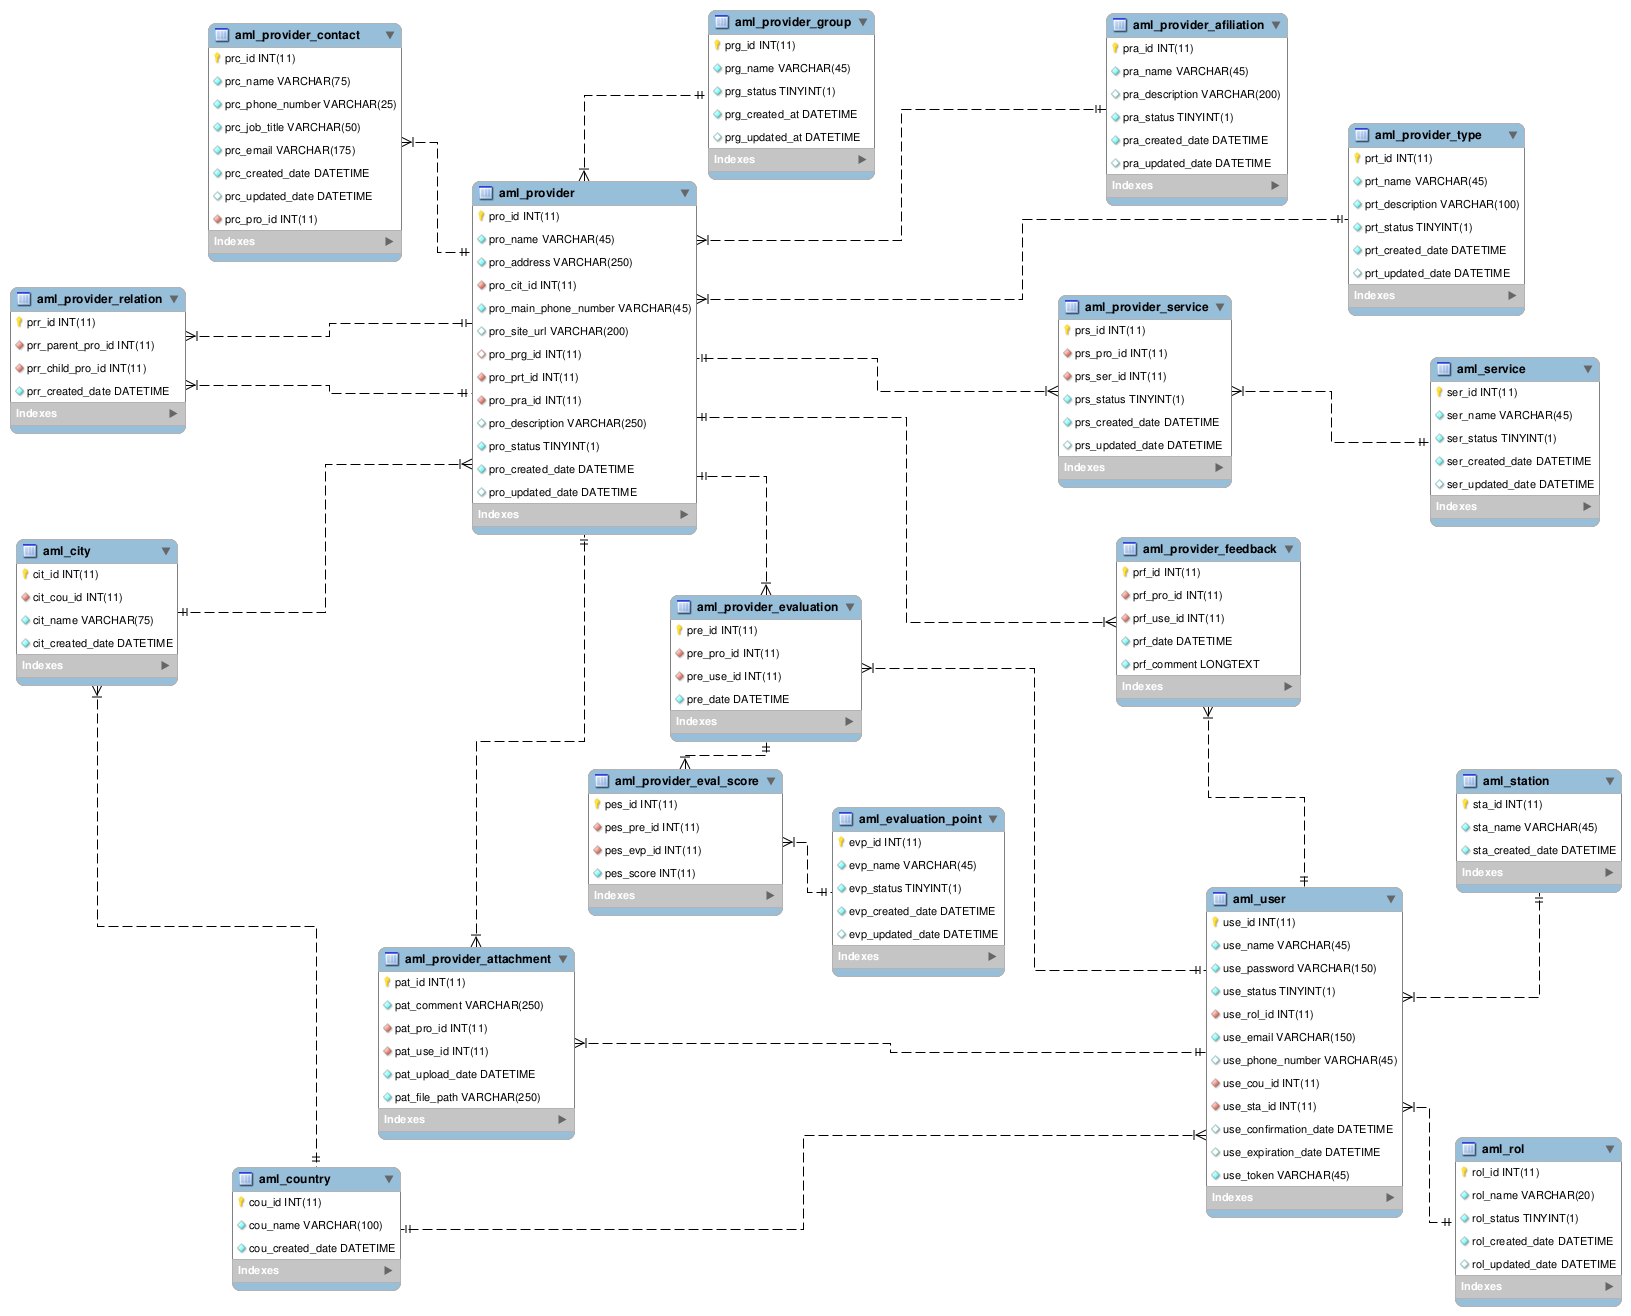 aml_provider_contact
prc_id INT(11)
prc_name VARCHAR(75)
prc_phone_number VARCHAR(25)
prc_job_title VARCHAR(50)
prc_email VARCHAR(175)
prc_created_date DATETIME
prc_updated_date DATETIME
prc_pro_id INT(11)
Indexes
aml_provider_group
prg_id INT(11)
prg_name VARCHAR(45)
prg_status TINYINT(1)
prg_created_at DATETIME
prg_updated_at DATETIME
Indexes
aml_provider_afiliation
pra_id INT(11)
pra_name VARCHAR(45)
pra_description VARCHAR(200)
pra_status TINYINT(1)
pra_created_date DATETIME
pra_updated_date DATETIME
Indexes
aml_provider_type
prt_id INT(11)
prt_name VARCHAR(45)
prt_description VARCHAR(100)
prt_status TINYINT(1)
prt_created_date DATETIME
prt_updated_date DATETIME
Indexes
aml_provider
pro_id INT(11)
pro_name VARCHAR(45)
pro_address VARCHAR(250)
pro_cit_id INT(11)
pro_main_phone_number VARCHAR(45)
pro_site_url VARCHAR(200)
pro_prg_id INT(11)
pro_prt_id INT(11)
pro_pra_id INT(11)
pro_description VARCHAR(250)
pro_status TINYINT(1)
pro_created_date DATETIME
pro_updated_date DATETIME
Indexes
aml_provider_relation
prr_id INT(11)
prr_parent_pro_id INT(11)
prr_child_pro_id INT(11)
prr_created_date DATETIME
Indexes
aml_provider_service
prs_id INT(11)
prs_pro_id INT(11)
prs_ser_id INT(11)
prs_status TINYINT(1)
prs_created_date DATETIME
prs_updated_date DATETIME
Indexes
aml_service
ser_id INT(11)
ser_name VARCHAR(45)
ser_status TINYINT(1)
ser_created_date DATETIME
ser_updated_date DATETIME
Indexes
aml_city
cit_id INT(11)
cit_cou_id INT(11)
cit_name VARCHAR(75)
cit_created_date DATETIME
Indexes
aml_provider_evaluation
pre_id INT(11)
pre_pro_id INT(11)
pre_use_id INT(11)
pre_date DATETIME
Indexes
aml_provider_feedback
prf_id INT(11)
prf_pro_id INT(11)
prf_use_id INT(11)
prf_date DATETIME
prf_comment LONGTEXT
Indexes
aml_provider_eval_score
pes_id INT(11)
pes_pre_id INT(11)
pes_evp_id INT(11)
pes_score INT(11)
Indexes
aml_evaluation_point
evp_id INT(11)
evp_name VARCHAR(45)
evp_status TINYINT(1)
evp_created_date DATETIME
evp_updated_date DATETIME
Indexes
aml_station
sta_id INT(11)
sta_name VARCHAR(45)
sta_created_date DATETIME
Indexes
aml_user
use_id INT(11)
use_name VARCHAR(45)
use_password VARCHAR(150)
use_status TINYINT(1)
use_rol_id INT(11)
use_email VARCHAR(150)
use_phone_number VARCHAR(45)
use_cou_id INT(11)
use_sta_id INT(11)
use_confirmation_date DATETIME
use_expiration_date DATETIME
use_token VARCHAR(45)
Indexes
aml_provider_attachment
pat_id INT(11)
pat_comment VARCHAR(250)
pat_pro_id INT(11)
pat_use_id INT(11)
pat_upload_date DATETIME
pat_file_path VARCHAR(250)
Indexes
aml_country
cou_id INT(11)
cou_name VARCHAR(100)
cou_created_date DATETIME
Indexes
aml_rol
rol_id INT(11)
rol_name VARCHAR(20)
rol_status TINYINT(1)
rol_created_date DATETIME
rol_updated_date DATETIME
Indexes